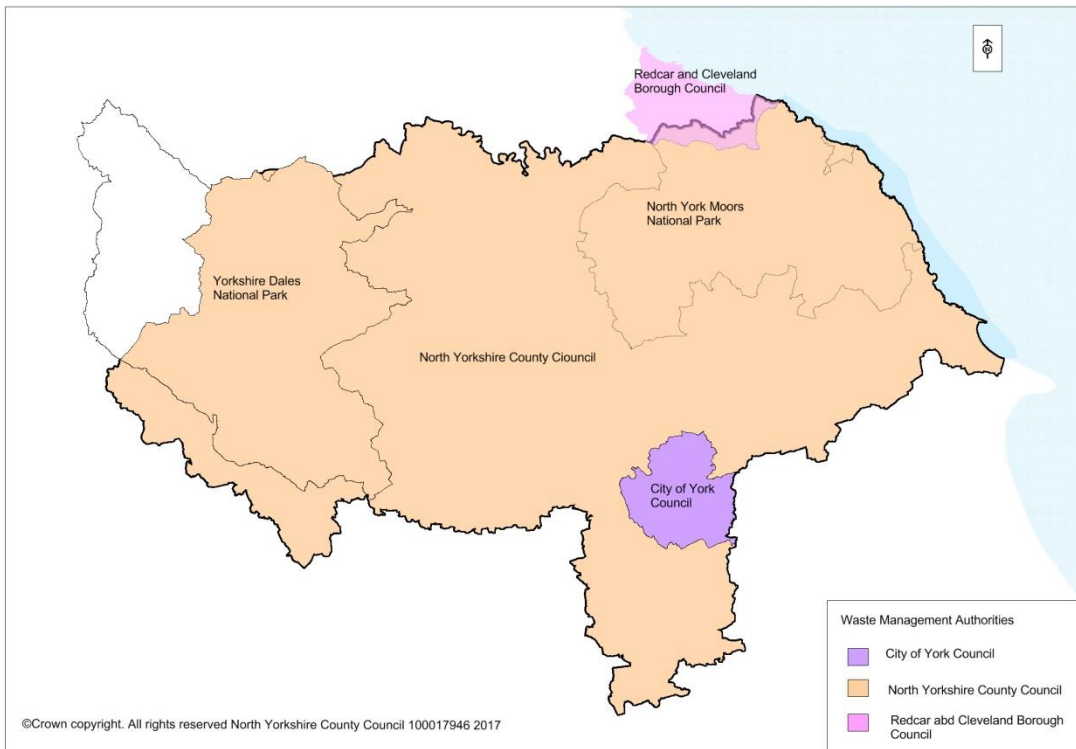 N
Redcar and Cleveland
Borough Council
North York Moors
National Park
Yorkshire Dales
National Park
North Yorkshire County Ciouncil
City of York
Council
Waste Management Authorities
City of York Council
North Yorkshire County Council
Redcar abd Cleveland Borough
Council
©Crown copyright. All rights reserved North Yorkshire County Council 100017946 2017